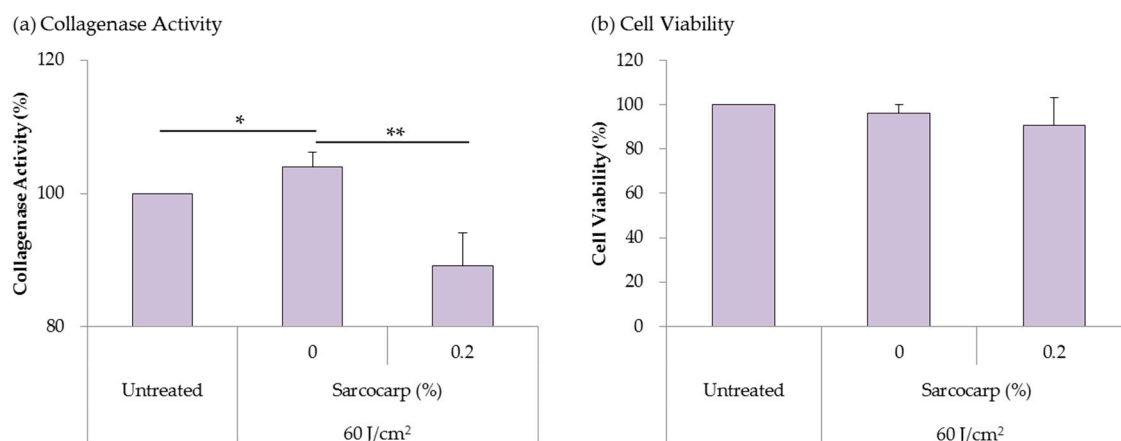 (a) Collagenase Activity
120
100
80
Collagenase Activity (%)
*
**
0 0.2
Untreated Sarcocarp (%)
60 J/cm²
(b) Cell Viability
120
100
80
60
40
20
0
Cell Viability (%)
0 0.2
Untreated Sarcocarp (%)
60 J/cm²